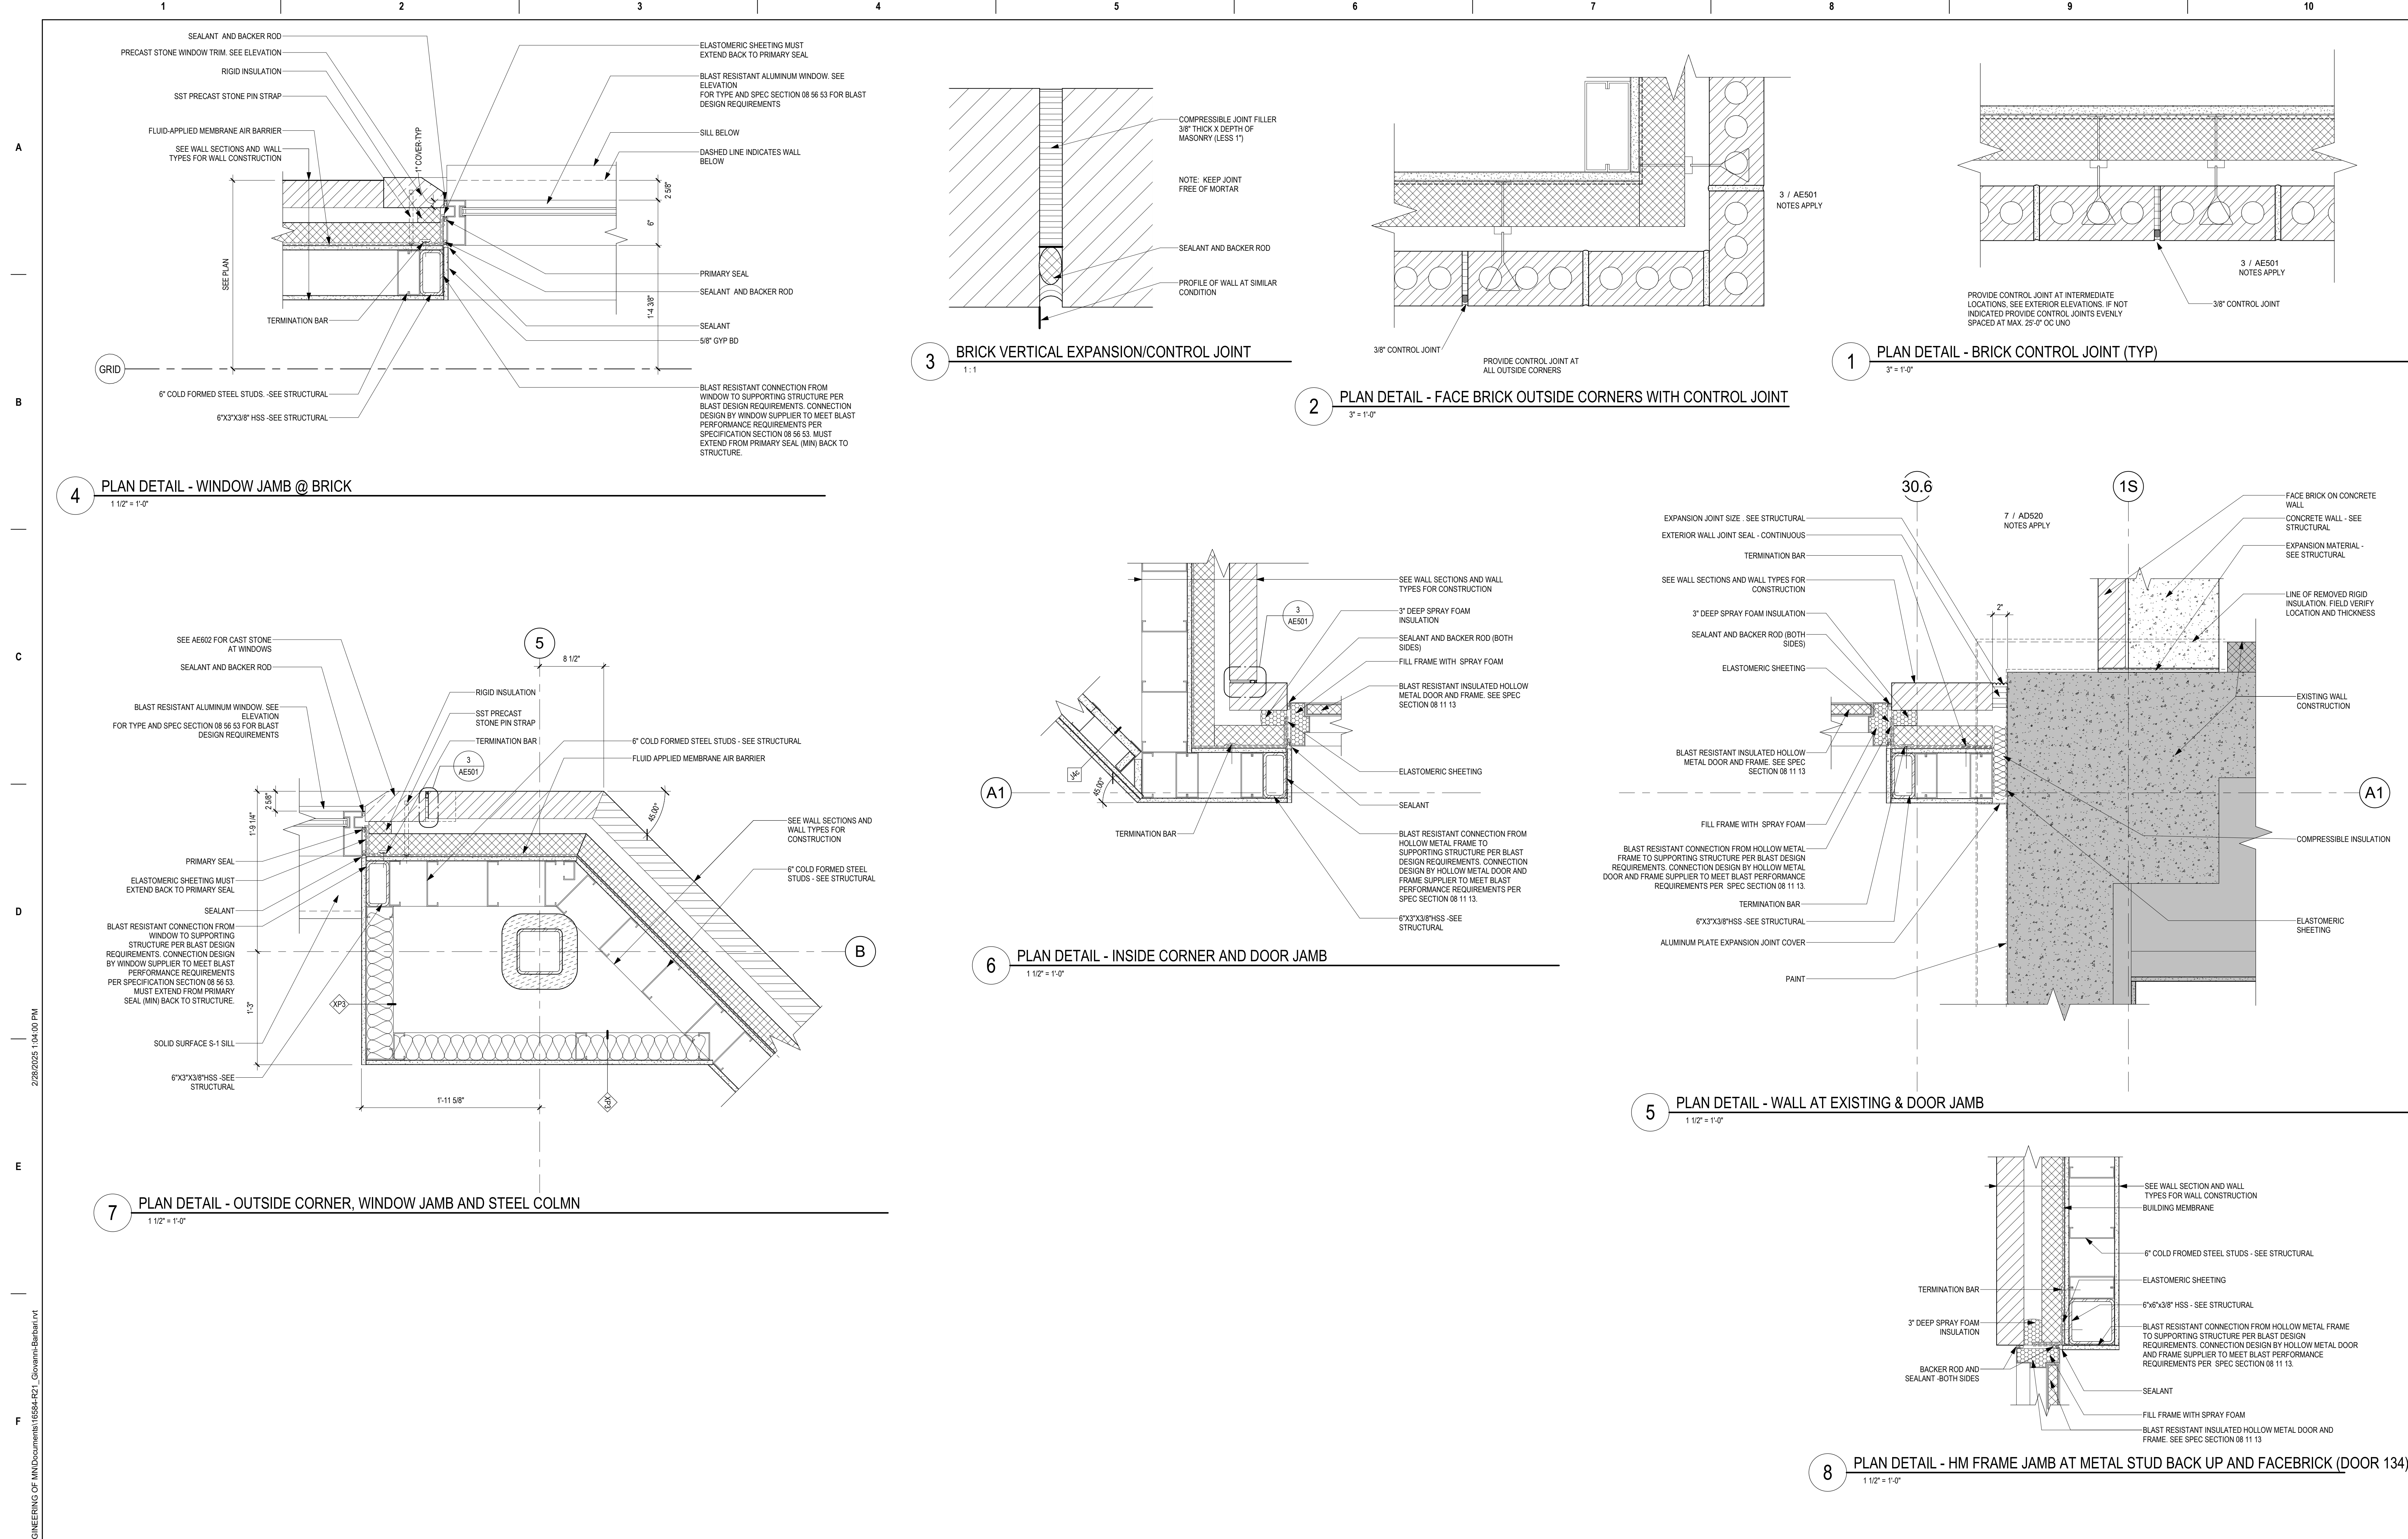 1 2 3 4 5 6 7 8 9 10
A
B
C
D
E
F
SEALANT AND BACKER ROD
PRECAST STONE WINDOW TRIM. SEE ELEVATION
RIGID INSULATION
SST PRECAST STONE PIN STRAP
FLUID-APPLIED MEMBRANE AIR BARRIER
SEE WALL SECTIONS AND WALL
TYPES FOR WALL CONSTRUCTION
1" COVER-TYP
SEE PLAN
TERMINATION BAR
GRID
6" COLD FORMED STEEL STUDS. -SEE STRUCTURAL
6"X3"X3/8" HSS -SEE STRUCTURAL
ELASTOMERIC SHEETING MUST
EXTEND BACK TO PRIMARY SEAL
BLAST RESISTANT ALUMINUM WINDOW. SEE
ELEVATION
FOR TYPE AND SPEC SECTION 08 56 53 FOR BLAST
DESIGN REQUIREMENTS
SILL BELOW
DASHED LINE INDICATES WALL
BELOW
2 5/8"
6"
1'-4 3/8"
PRIMARY SEAL
SEALANT AND BACKER ROD
SEALANT
5/8" GYP BD
BLAST RESISTANT CONNECTION FROM
WINDOW TO SUPPORTING STRUCTURE PER
BLAST DESIGN REQUIREMENTS. CONNECTION
DESIGN BY WINDOW SUPPLIER TO MEET BLAST
PERFORMANCE REQUIREMENTS PER
SPECIFICATION SECTION 08 56 53. MUST
EXTEND FROM PRIMARY SEAL (MIN) BACK TO
STRUCTURE.
4 PLAN DETAIL - WINDOW JAMB @ BRICK
1 1/2" = 1'-0"
COMPRESSIBLE JOINT FILLER
3/8" THICK X DEPTH OF
MASONRY (LESS 1")
NOTE: KEEP JOINT
FREE OF MORTAR
SEALANT AND BACKER ROD
PROFILE OF WALL AT SIMILAR
CONDITION
3 BRICK VERTICAL EXPANSION/CONTROL JOINT
1 : 1
3 / AE501
NOTES APPLY
3/8" CONTROL JOINT
PROVIDE CONTROL JOINT AT
ALL OUTSIDE CORNERS
2 PLAN DETAIL - FACE BRICK OUTSIDE CORNERS WITH CONTROL JOINT
3" = 1'-0"
3 / AE501
NOTES APPLY
PROVIDE CONTROL JOINT AT INTERMEDIATE
LOCATIONS, SEE EXTERIOR ELEVATIONS. IF NOT
INDICATED PROVIDE CONTROL JOINTS EVENLY
SPACED AT MAX. 25'-0" OC UNO
3/8" CONTROL JOINT
1 PLAN DETAIL - BRICK CONTROL JOINT (TYP)
3" = 1'-0"
SEE AE602 FOR CAST STONE
AT WINDOWS
SEALANT AND BACKER ROD
BLAST RESISTANT ALUMINUM WINDOW. SEE
ELEVATION
FOR TYPE AND SPEC SECTION 08 56 53 FOR BLAST
DESIGN REQUIREMENTS
5
8 1/2"
RIGID INSULATION
SST PRECAST
STONE PIN STRAP
TERMINATION BAR
3
AE501
6" COLD FORMED STEEL STUDS - SEE STRUCTURAL
FLUID APPLIED MEMBRANE AIR BARRIER
2 5/8"
1'-9 1/4"
45.00°
SEE WALL SECTIONS AND
WALL TYPES FOR
CONSTRUCTION
6" COLD FORMED STEEL
STUDS - SEE STRUCTURAL
PRIMARY SEAL
ELASTOMERIC SHEETING MUST
EXTEND BACK TO PRIMARY SEAL
SEALANT
BLAST RESISTANT CONNECTION FROM
WINDOW TO SUPPORTING
STRUCTURE PER BLAST DESIGN
REQUIREMENTS. CONNECTION DESIGN
BY WINDOW SUPPLIER TO MEET BLAST
PERFORMANCE REQUIREMENTS
PER SPECIFICATION SECTION 08 56 53.
MUST EXTEND FROM PRIMARY
SEAL (MIN) BACK TO STRUCTURE.
B
1'-3"
XP3
SOLID SURFACE S-1 SILL
6"X3"X3/8"HSS -SEE
STRUCTURAL
1'-11 5/8"
XP3
7 PLAN DETAIL - OUTSIDE CORNER, WINDOW JAMB AND STEEL COLMN
1 1/2" = 1'-0"
SEE WALL SECTIONS AND WALL
TYPES FOR CONSTRUCTION
3
AE501
3" DEEP SPRAY FOAM
INSULATION
SEALANT AND BACKER ROD (BOTH
SIDES)
FILL FRAME WITH SPRAY FOAM
BLAST RESISTANT INSULATED HOLLOW
METAL DOOR AND FRAME. SEE SPEC
SECTION 08 11 13
J4c
45.00°
A1
ELASTOMERIC SHEETING
SEALANT
TERMINATION BAR
BLAST RESISTANT CONNECTION FROM
HOLLOW METAL FRAME TO
SUPPORTING STRUCTURE PER BLAST
DESIGN REQUIREMENTS. CONNECTION
DESIGN BY HOLLOW METAL DOOR AND
FRAME SUPPLIER TO MEET BLAST
PERFORMANCE REQUIREMENTS PER
SPEC SECTION 08 11 13.
6"X3"X3/8"HSS -SEE
STRUCTURAL
6 PLAN DETAIL - INSIDE CORNER AND DOOR JAMB
1 1/2" = 1'-0"
30.6
1S
7 / AD520
NOTES APPLY
EXPANSION JOINT SIZE . SEE STRUCTURAL
EXTERIOR WALL JOINT SEAL - CONTINUOUS
TERMINATION BAR
SEE WALL SECTIONS AND WALL TYPES FOR
CONSTRUCTION
3" DEEP SPRAY FOAM INSULATION
SEALANT AND BACKER ROD (BOTH
SIDES)
ELASTOMERIC SHEETING
2"
FACE BRICK ON CONCRETE
WALL
CONCRETE WALL - SEE
STRUCTURAL
EXPANSION MATERIAL -
SEE STRUCTURAL
LINE OF REMOVED RIGID
INSULATION. FIELD VERIFY
LOCATION AND THICKNESS
EXISTING WALL
CONSTRUCTION
BLAST RESISTANT INSULATED HOLLOW
METAL DOOR AND FRAME. SEE SPEC
SECTION 08 11 13
A1
FILL FRAME WITH SPRAY FOAM
COMPRESSIBLE INSULATION
BLAST RESISTANT CONNECTION FROM HOLLOW METAL
FRAME TO SUPPORTING STRUCTURE PER BLAST DESIGN
REQUIREMENTS. CONNECTION DESIGN BY HOLLOW METAL
DOOR AND FRAME SUPPLIER TO MEET BLAST PERFORMANCE
REQUIREMENTS PER SPEC SECTION 08 11 13.
TERMINATION BAR
6"X3"X3/8"HSS -SEE STRUCTURAL
ALUMINUM PLATE EXPANSION JOINT COVER
PAINT
ELASTOMERIC
SHEETING
5 PLAN DETAIL - WALL AT EXISTING & DOOR JAMB
1 1/2" = 1'-0"
SEE WALL SECTION AND WALL
TYPES FOR WALL CONSTRUCTION
BUILDING MEMBRANE
6" COLD FROMED STEEL STUDS - SEE STRUCTURAL
ELASTOMERIC SHEETING
TERMINATION BAR
6"x6"x3/8" HSS - SEE STRUCTURAL
3" DEEP SPRAY FOAM
INSULATION
BLAST RESISTANT CONNECTION FROM HOLLOW METAL FRAME
TO SUPPORTING STRUCTURE PER BLAST DESIGN
REQUIREMENTS. CONNECTION DESIGN BY HOLLOW METAL DOOR
AND FRAME SUPPLIER TO MEET BLAST PERFORMANCE
REQUIREMENTS PER SPEC SECTION 08 11 13.
BACKER ROD AND
SEALANT -BOTH SIDES
SEALANT
FILL FRAME WITH SPRAY FOAM
BLAST RESISTANT INSULATED HOLLOW METAL DOOR AND
FRAME. SEE SPEC SECTION 08 11 13
8 PLAN DETAIL - HM FRAME JAMB AT METAL STUD BACK UP AND FACEBRICK (DOOR 134)
1 1/2" = 1'-0"
2/28/2025 1:04:00 PM
GINEERING OF MN\Documents\16584-R21_Giovanni-Barbari.rvt